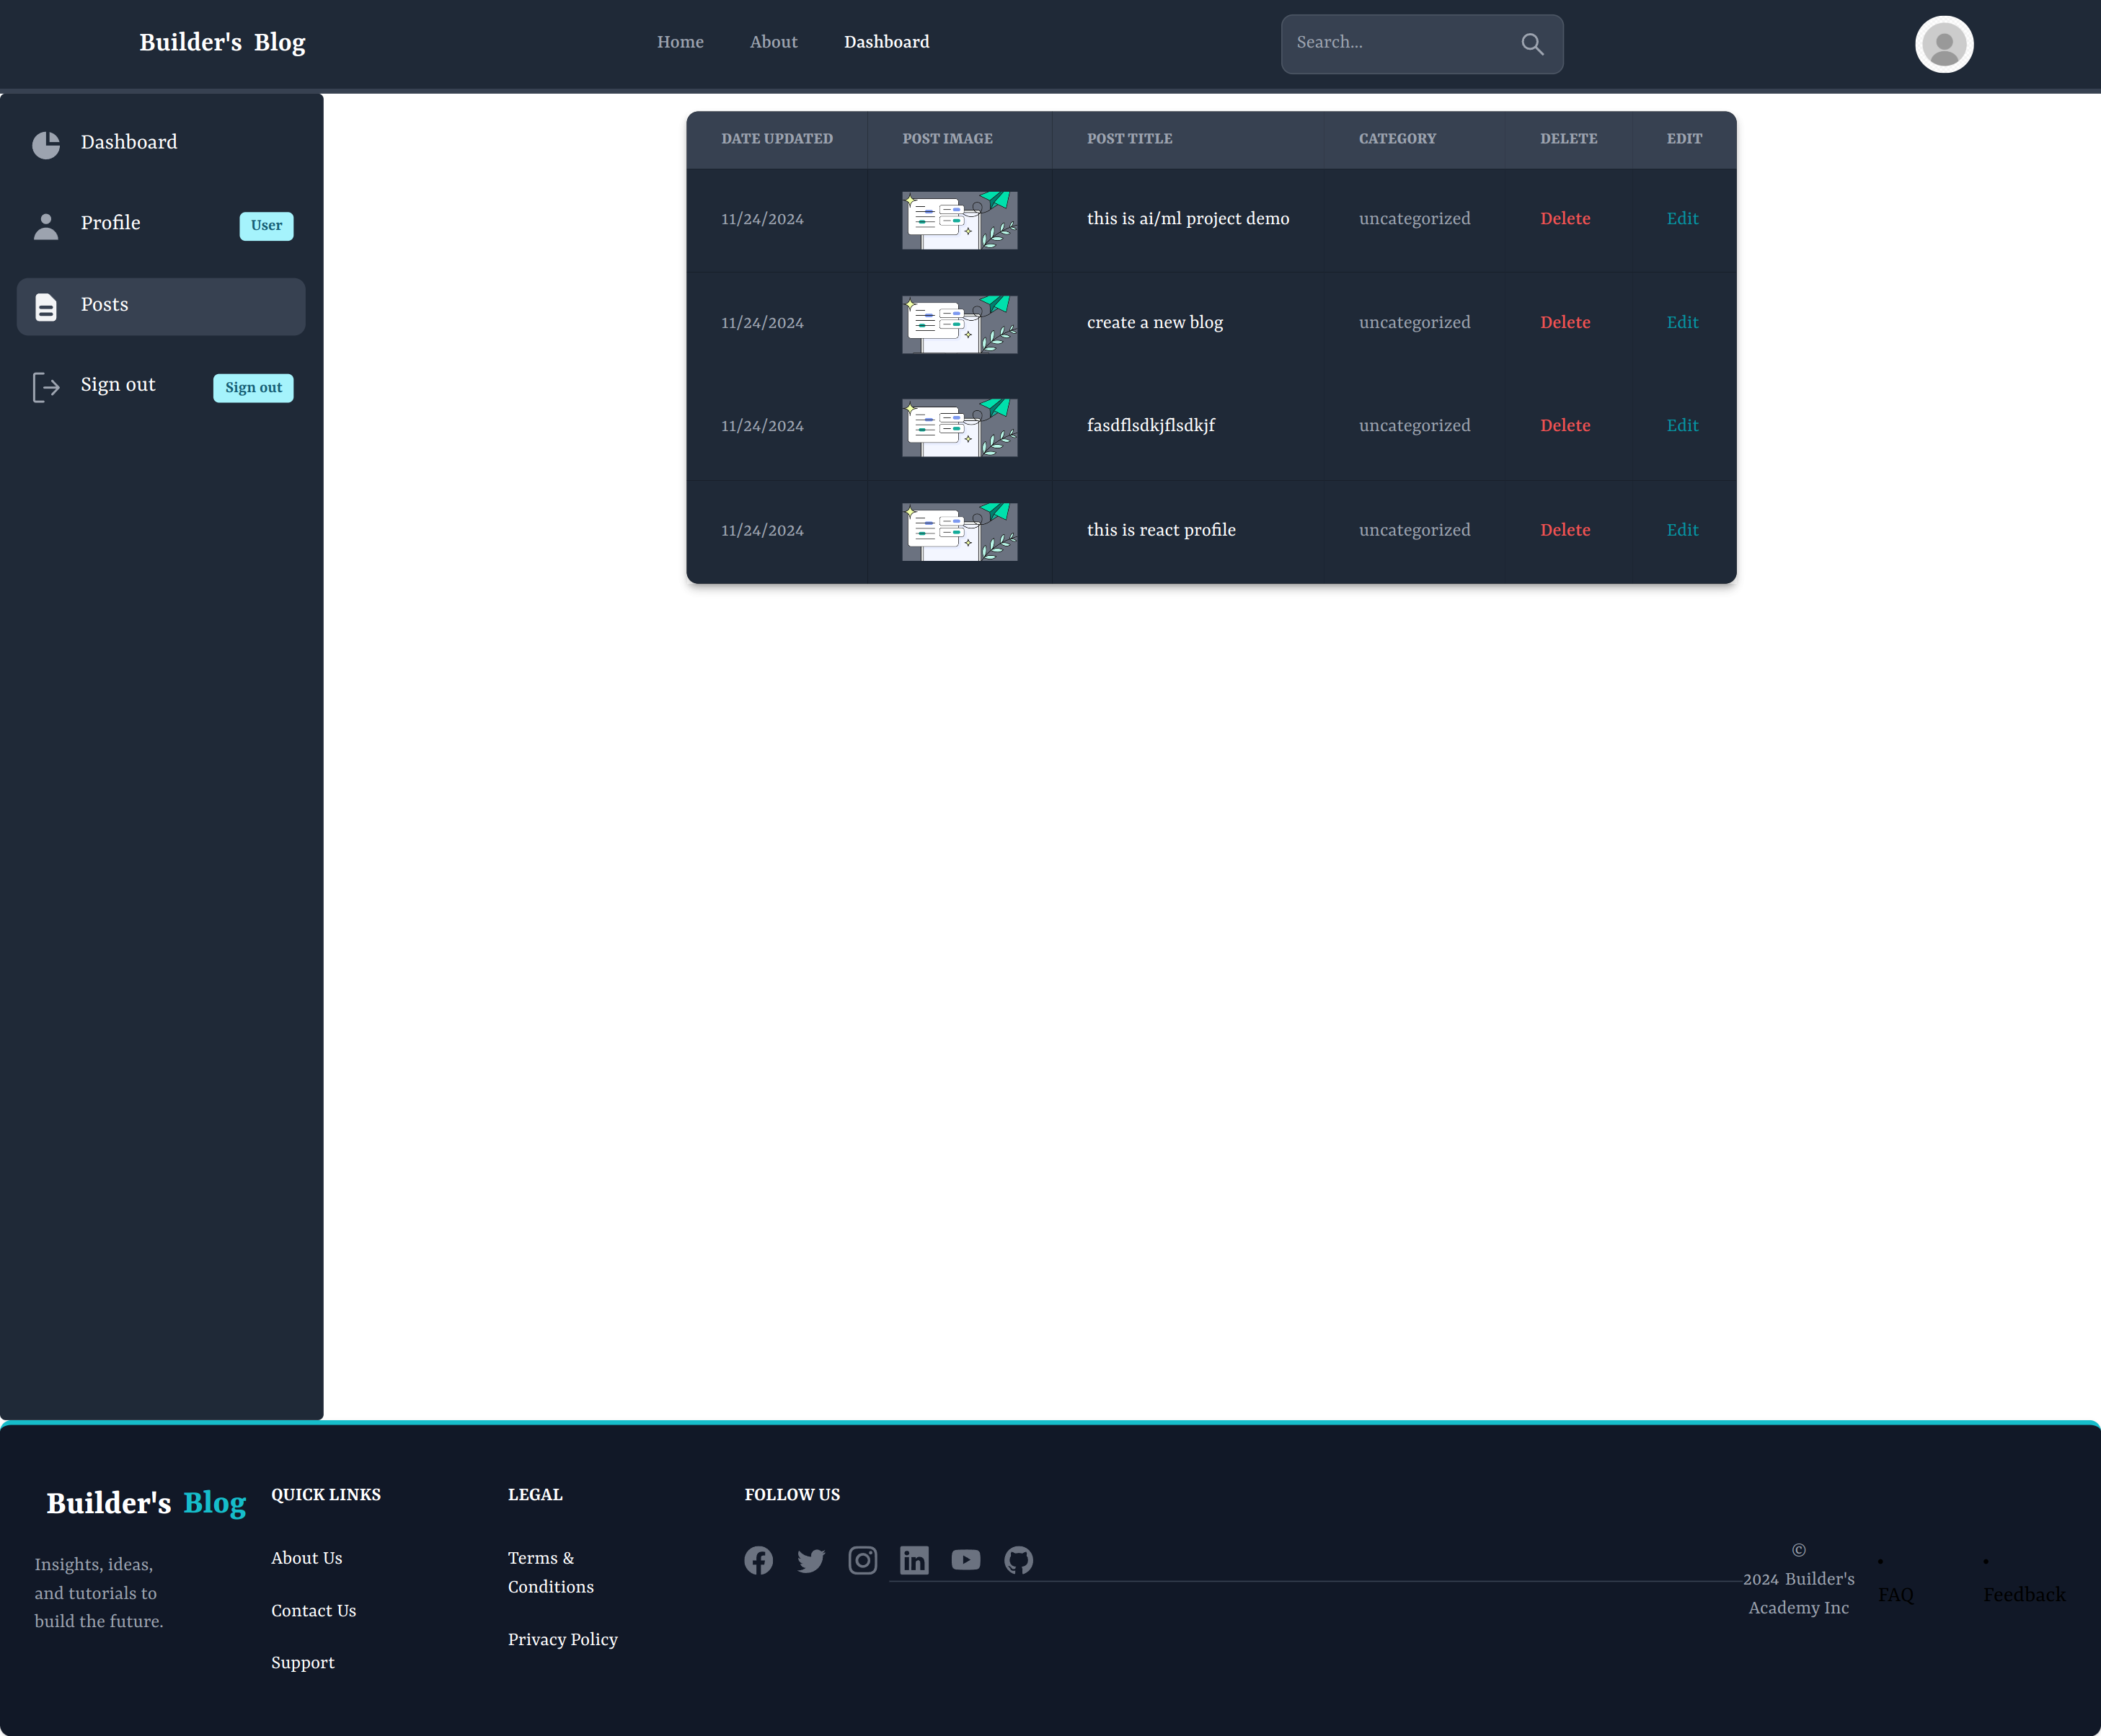 Builder's Blog
Home About Dashboard
Search...
Dashboard
Profile User
Posts
Sign out Sign out
DATE UPDATED POST IMAGE POST TITLE CATEGORY DELETE EDIT
11/24/2024 this is ai/ml project demo uncategorized Delete Edit
11/24/2024 create a new blog uncategorized Delete Edit
11/24/2024 fasdflsdkjflsdkjf uncategorized Delete Edit
11/24/2024 this is react profile uncategorized Delete Edit
Builder's Blog
Insights, ideas,
and tutorials to
build the future.
QUICK LINKS
About Us
Contact Us
Support
LEGAL
Terms &
Conditions
Privacy Policy
FOLLOW US
©
2024 Builder's
Academy Inc
• FAQ
• Feedback